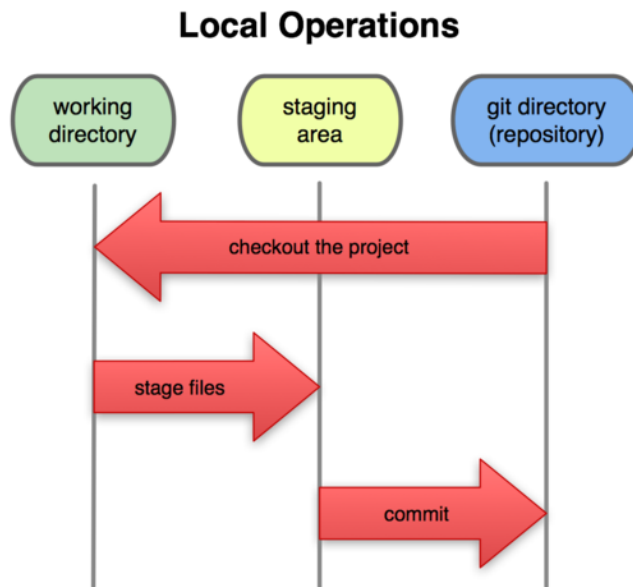 Local Operations
working
directory
staging
area
git directory
(repository)
checkout the project
stage files
commit